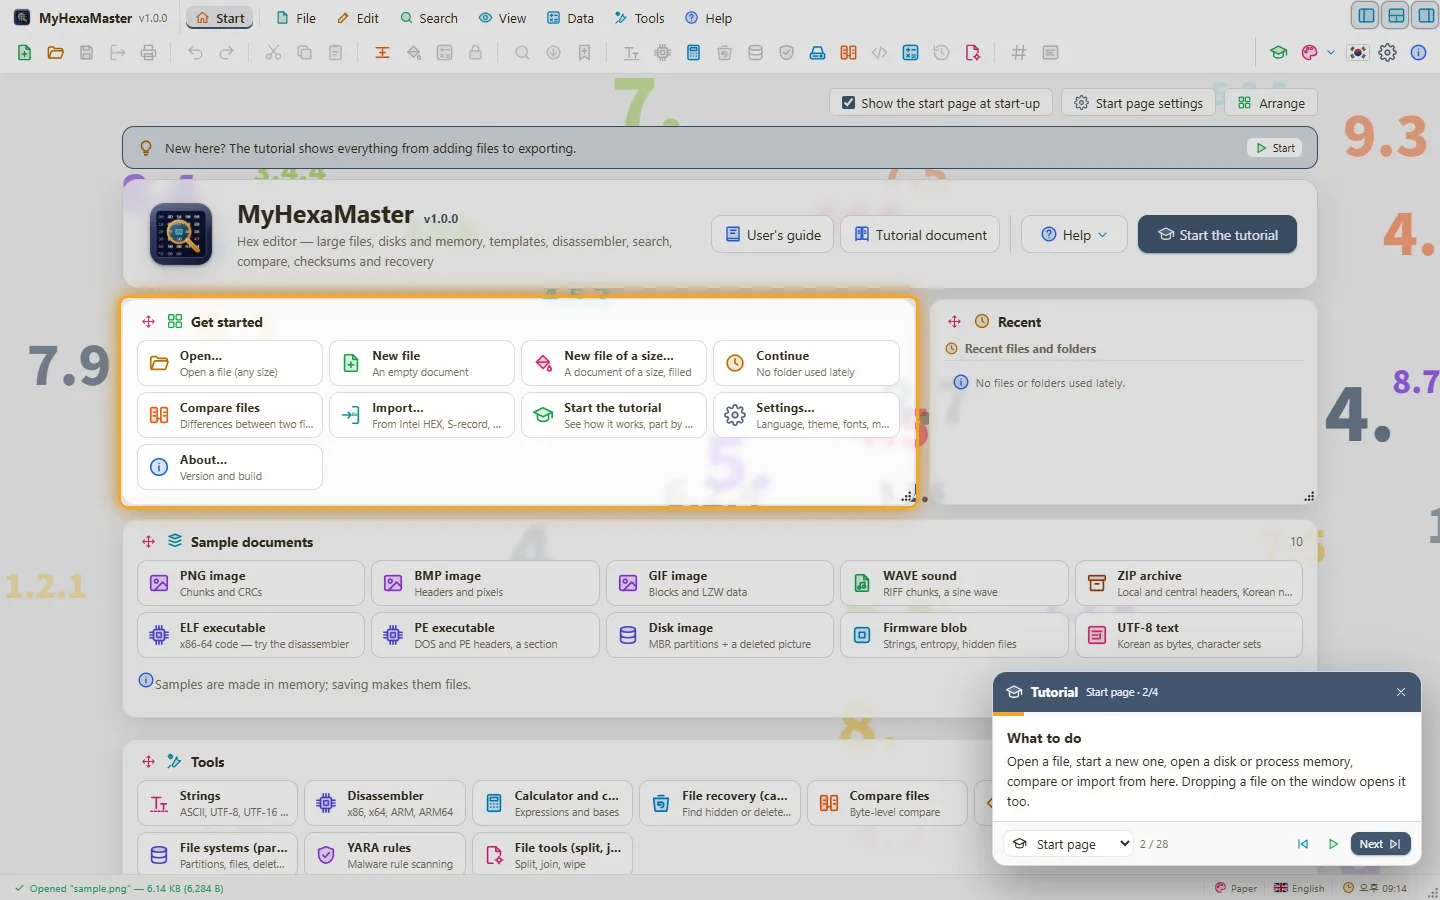 MyHexaMaster v1.0.0 Start File Edit Search View Data Tools Help
Show the start page at start-up Start page settings Arrange
New here? The tutorial shows everything from adding files to exporting. Start
MyHexaMaster v1.0.0
Hex editor — large files, disks and memory, templates, disassembler, search,
compare, checksums and recovery
User's guide Tutorial document Help Start the tutorial
Get started
Open... New file New file of a size... Continue
Open a file (any size) An empty document A document of a size, filled No folder used lately
Compare files Import... Start the tutorial Settings...
Differences between two fi... From Intel HEX, S-record, ... See how it works, part by ... Language, theme, fonts, m...
About...
Version and build
Recent
Recent files and folders
No files or folders used lately.
Sample documents 10
PNG image BMP image GIF image WAVE sound ZIP archive
Chunks and CRCs Headers and pixels Blocks and LZW data RIFF chunks, a sine wave Local and central headers, Korean n...
ELF executable PE executable Disk image Firmware blob UTF-8 text
x86-64 code — try the disassembler DOS and PE headers, a section MBR partitions + a deleted picture Strings, entropy, hidden files Korean as bytes, character sets
Samples are made in memory; saving makes them files.
Tools
Strings Disassembler Calculator and c... File recovery (ca... Compare files
ASCII, UTF-8, UTF-16 ... x86, x64, ARM, ARM64 Expressions and bases Find hidden or delete... Byte-level compare
File systems (par... YARA rules File tools (split, j...
Partitions, files, delet... Malware rule scanning Split, join, wipe
Tutorial Start page · 2/4
What to do
Open a file, start a new one, open a disk or process memory,
compare or import from here. Dropping a file on the window opens it
too.
Start page 2 / 28 Next
Opened "sample.png" — 6.14 KB (6,284 B) Paper English 오후 09:14
7.
9.3
4.
7.9
8.7
4.
1.2.1
8.